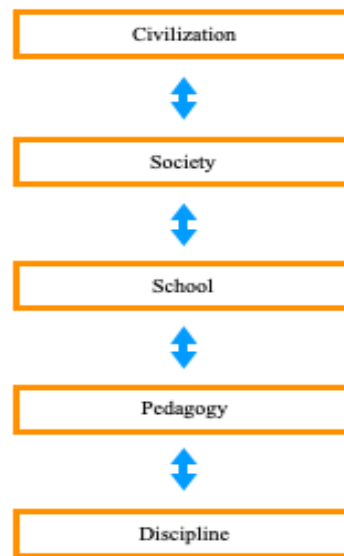 Civilization
Society
School
Pedagogy
Discipline